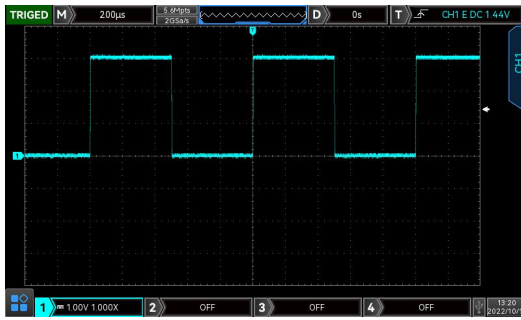 TRIGED M 200μs 5.6Mpts D 0s T CH1 E DC 1.44V
2GSa/s
T
CH1
1
1 1.00V 1.000X 2 OFF 3 OFF 4 OFF 13:20
2022/10/